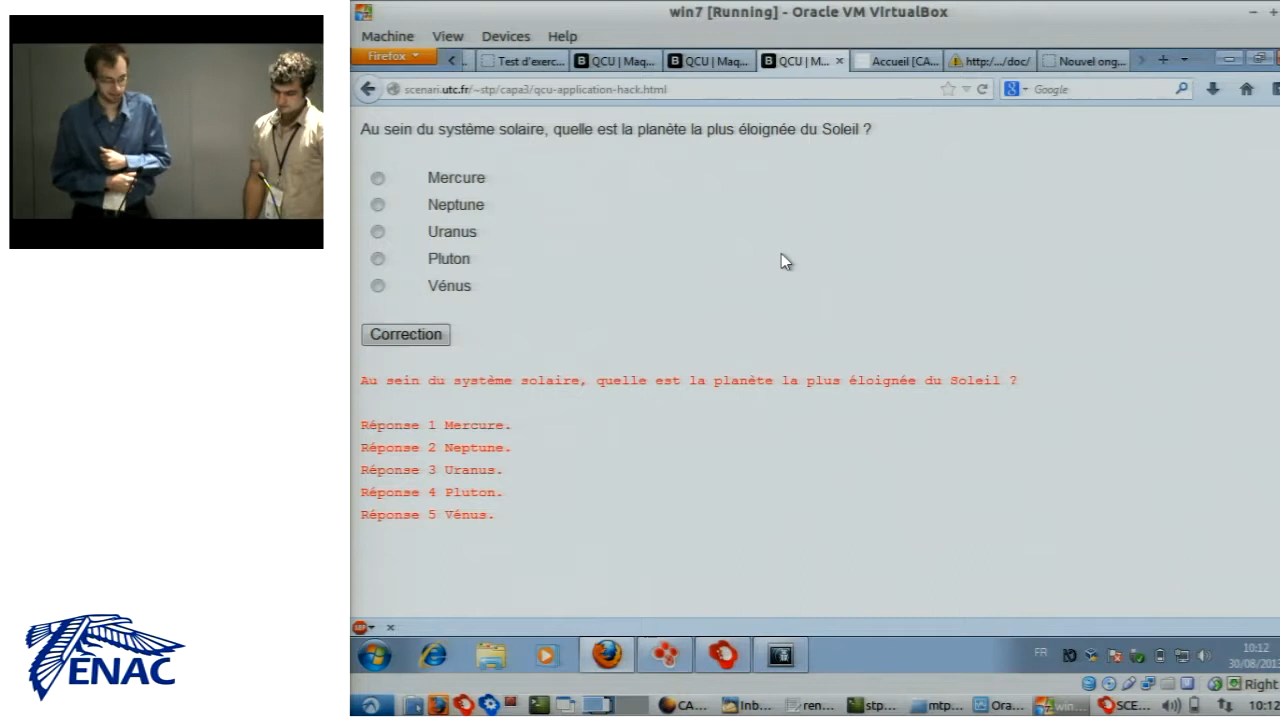 win7 [Running] - Oracle VM VirtualBox
Machine View Devices Help
Firefox
Test d'exerc...
QCU | Maq...
QCU | Maq...
QCU | M...
Accueil [CA...
http:/.../doc/
Nouvel ong...
scenari.utc.fr/~stp/capa3/qcu-application-hack.html
Google
Au sein du système solaire, quelle est la planète la plus éloignée du Soleil ?
Mercure
Neptune
Uranus
Pluton
Vénus
Correction
Au sein du système solaire, quelle est la planète la plus éloignée du Soleil ?
Réponse 1 Mercure.
Réponse 2 Neptune.
Réponse 3 Uranus.
Réponse 4 Pluton.
Réponse 5 Vénus.
ENAC
FR
10:12
30/08/2013
Right
CA...
Inb...
ren...
stp...
mtp...
Ora...
win...
SCE...
10:12